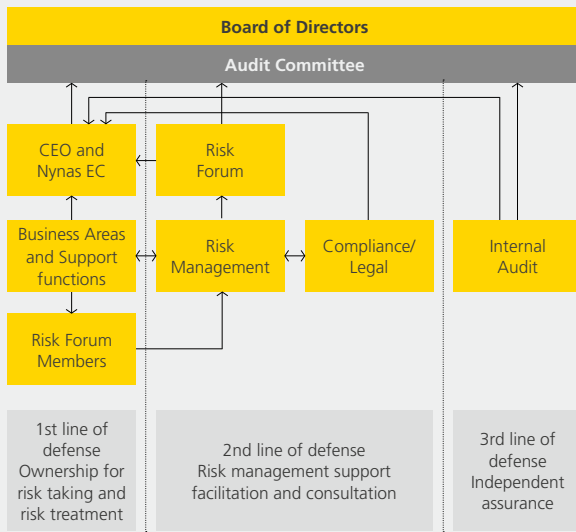 Board of Directors
Audit Committee
CEO and
Nynas EC
Risk
Forum
Business Areas
and Support
functions
Risk
Management
Compliance/
Legal
Internal
Audit
Risk Forum
Members
1st line of
defense
Ownership for
risk taking and
risk treatment
2nd line of defense
Risk management support
facilitation and consultation
3rd line of
defense
Independent
assurance